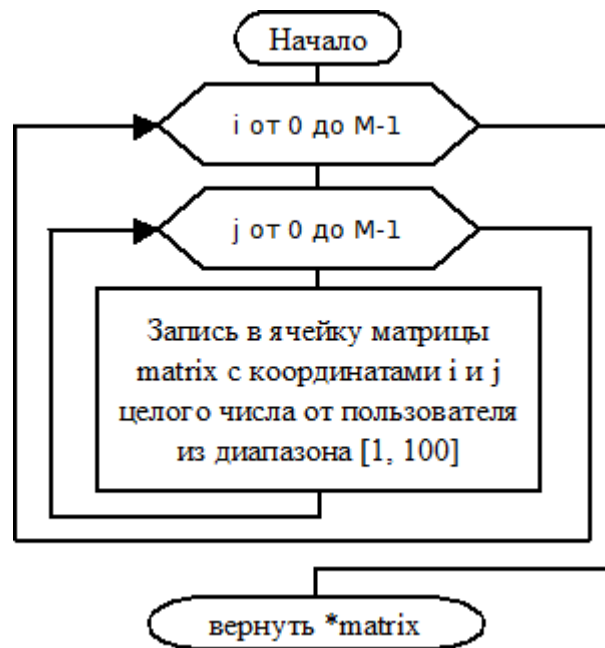 Начало
i от 0 до M-1
j от 0 до M-1
Запись в ячейку матрицы
matrix с координатами i и j
целого числа от пользователя
из диапазона [1, 100]
вернуть *matrix